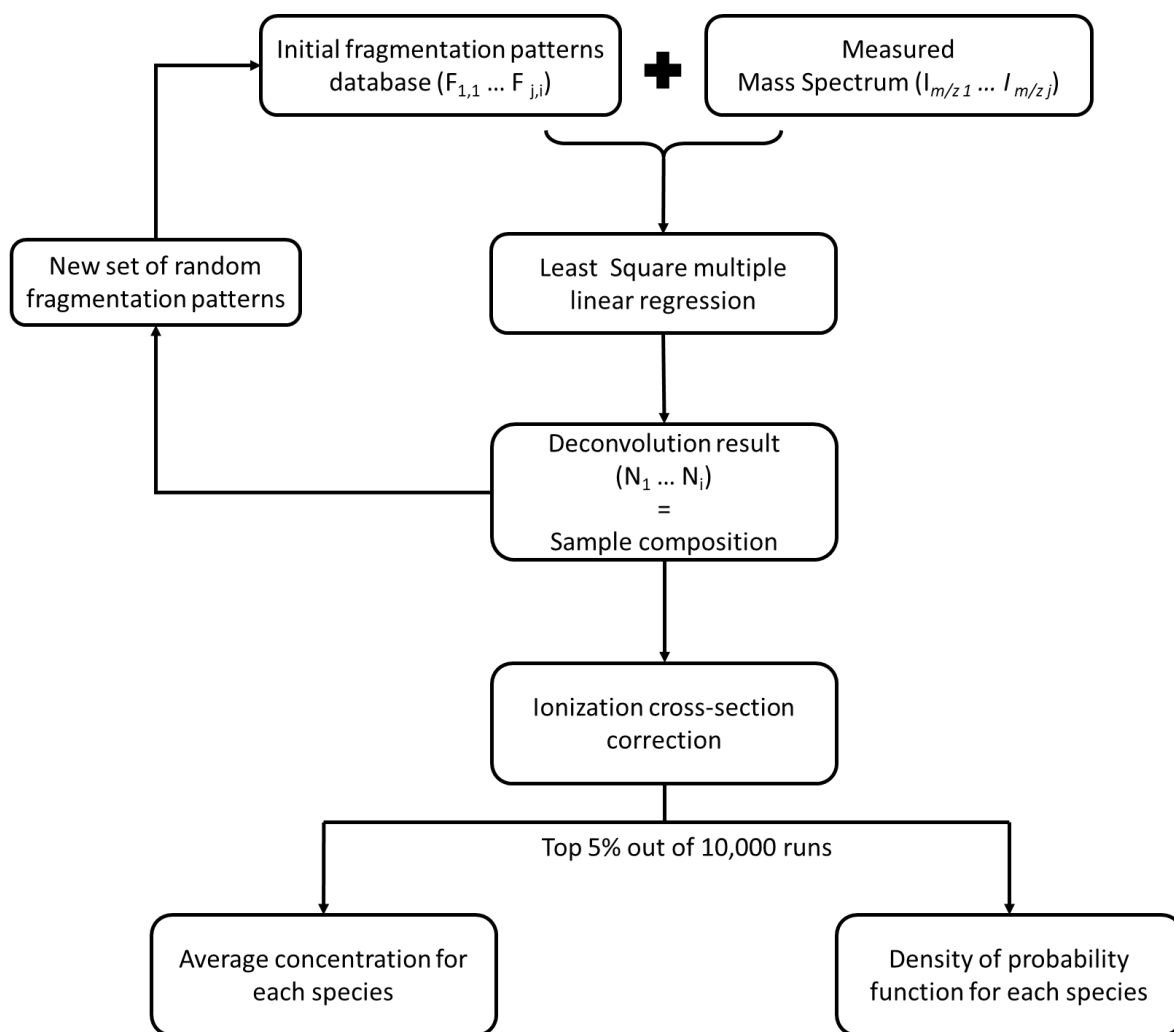 Initial fragmentation patterns
database (F1,1 ... F j,i)
Measured
Mass Spectrum (Im/z 1 ... I m/z j)
New set of random
fragmentation patterns
Least Square multiple
linear regression
Deconvolution result
(N1 ... Ni)
=
Sample composition
Ionization cross-section
correction
Top 5% out of 10,000 runs
Average concentration for
each species
Density of probability
function for each species